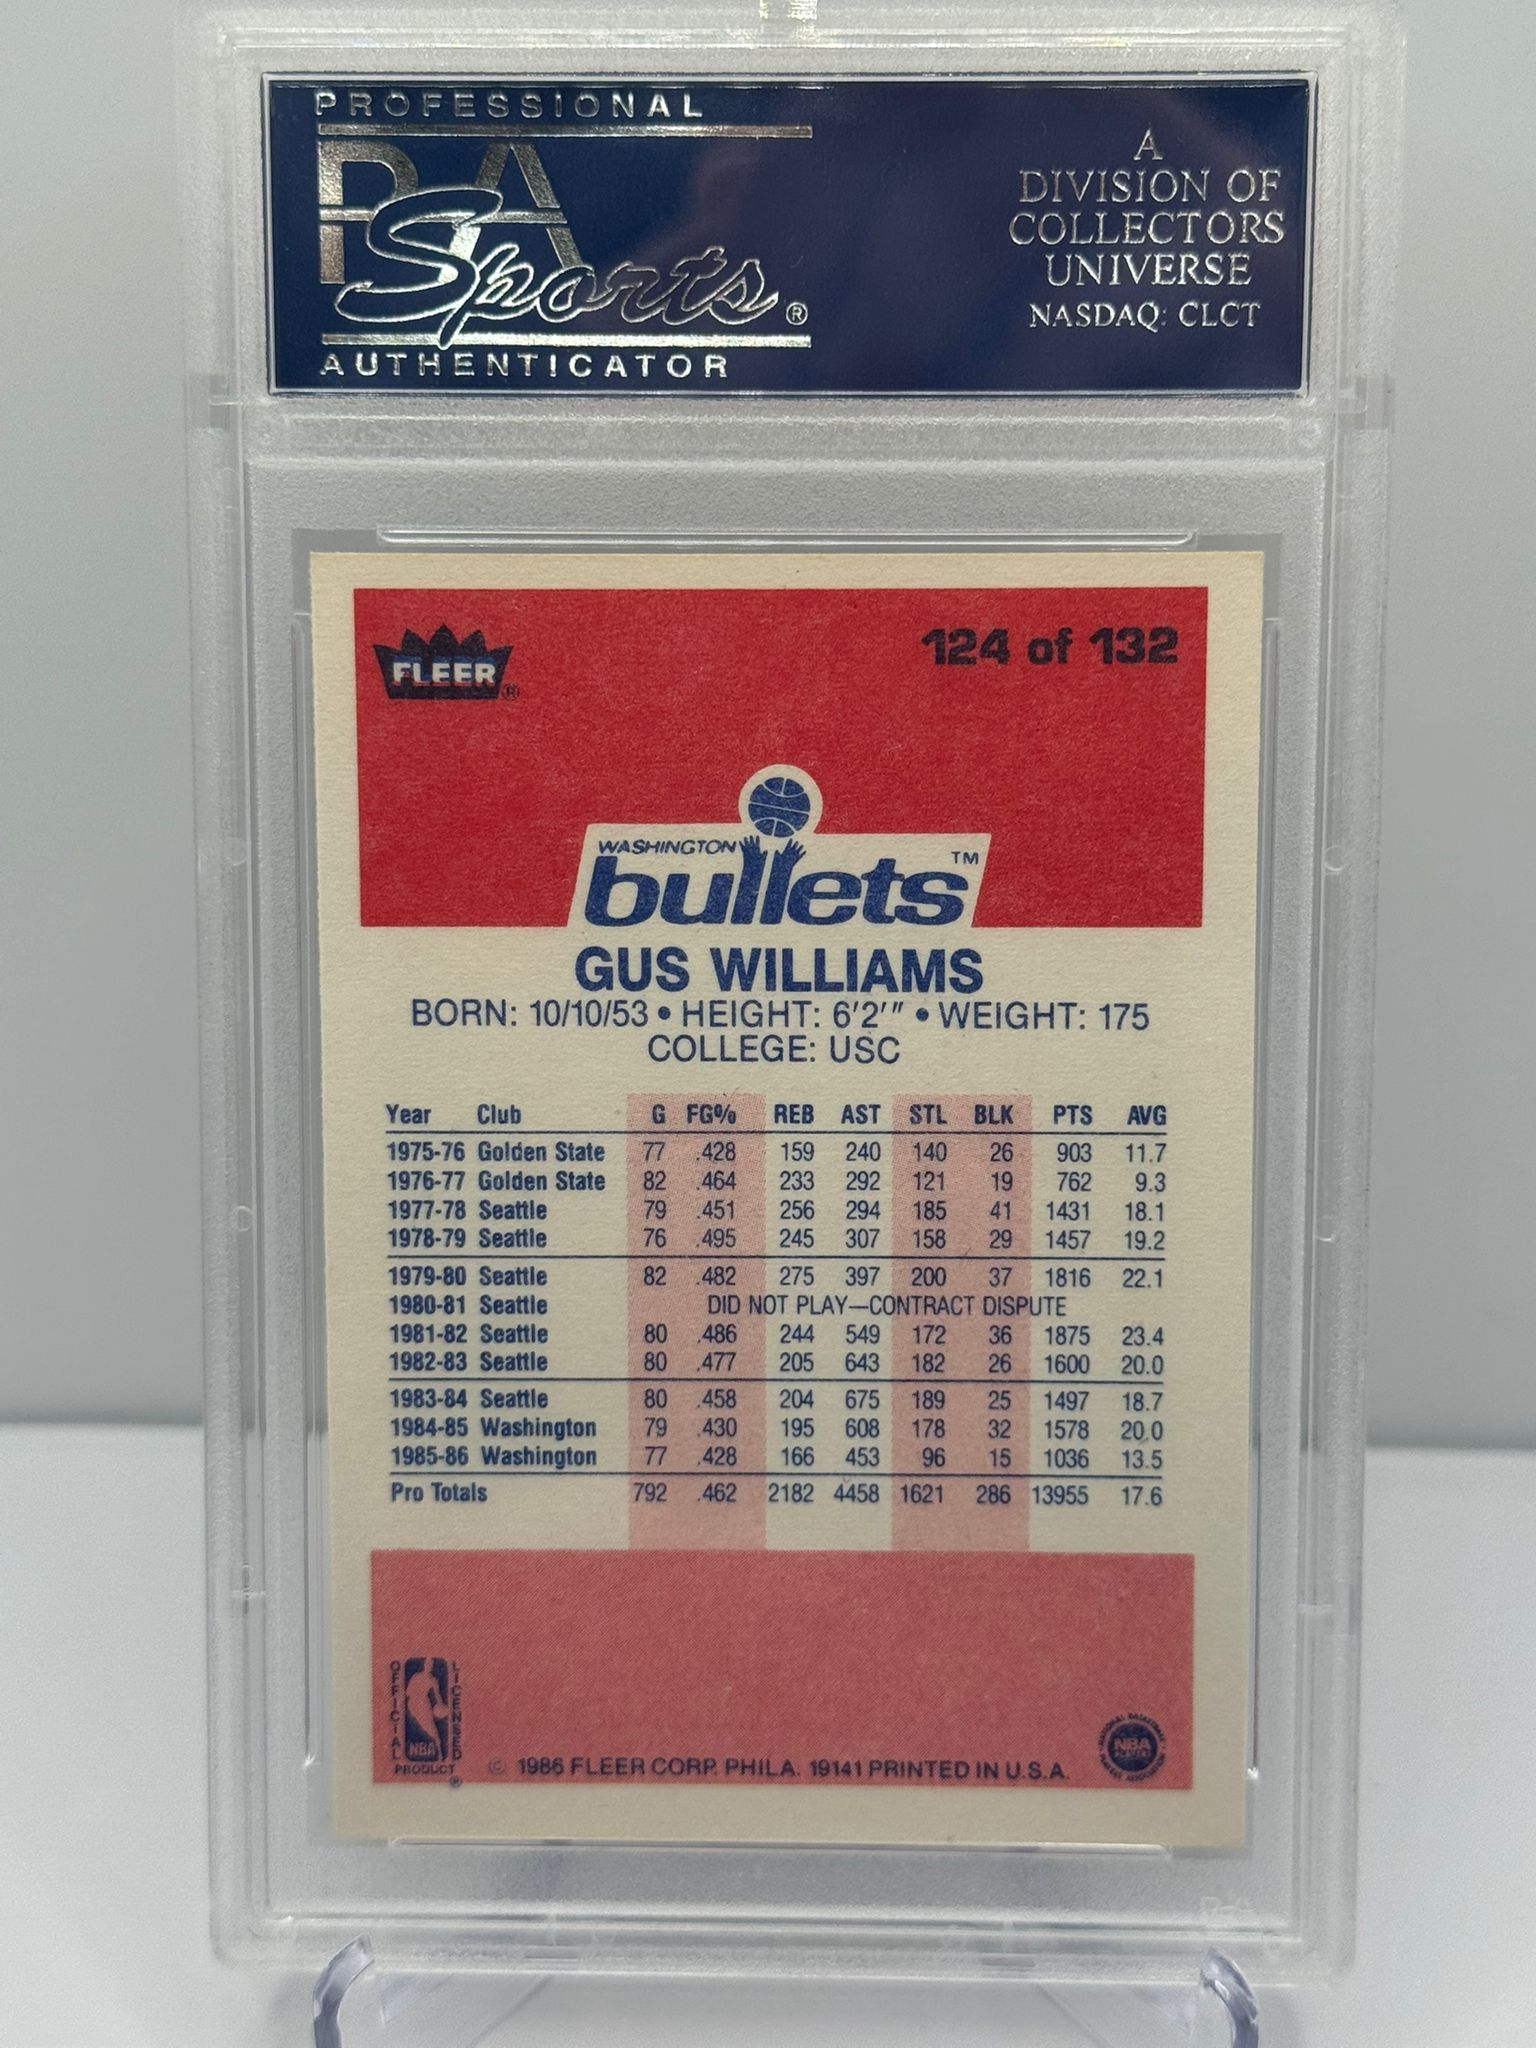 PROFESSIONAL
PSA
Sports®
AUTHENTICATOR
A
DIVISION OF
COLLECTORS
UNIVERSE
NASDAQ: CLCT
FLEER®
124 of 132
WASHINGTON
bullets™
GUS WILLIAMS
BORN: 10/10/53 • HEIGHT: 6'2'" • WEIGHT: 175
COLLEGE: USC
Year Club G FG% REB AST STL BLK PTS AVG
1975-76 Golden State 77 .428 159 240 140 26 903 11.7
1976-77 Golden State 82 .464 233 292 121 19 762 9.3
1977-78 Seattle 79 .451 256 294 185 41 1431 18.1
1978-79 Seattle 76 .495 245 307 158 29 1457 19.2
1979-80 Seattle 82 .482 275 397 200 37 1816 22.1
1980-81 Seattle DID NOT PLAY—CONTRACT DISPUTE
1981-82 Seattle 80 .486 244 549 172 36 1875 23.4
1982-83 Seattle 80 .477 205 643 182 26 1600 20.0
1983-84 Seattle 80 .458 204 675 189 25 1497 18.7
1984-85 Washington 79 .430 195 608 178 32 1578 20.0
1985-86 Washington 77 .428 166 453 96 15 1036 13.5
Pro Totals 792 .462 2182 4458 1621 286 13955 17.6
OFFICIAL
LICENSED
NBA
PRODUCT®
© 1986 FLEER CORP. PHILA. 19141 PRINTED IN U.S.A.
NATIONAL BASKETBALL
NBA
PLAYERS
PLAYERS ASSOCIATION
PSA